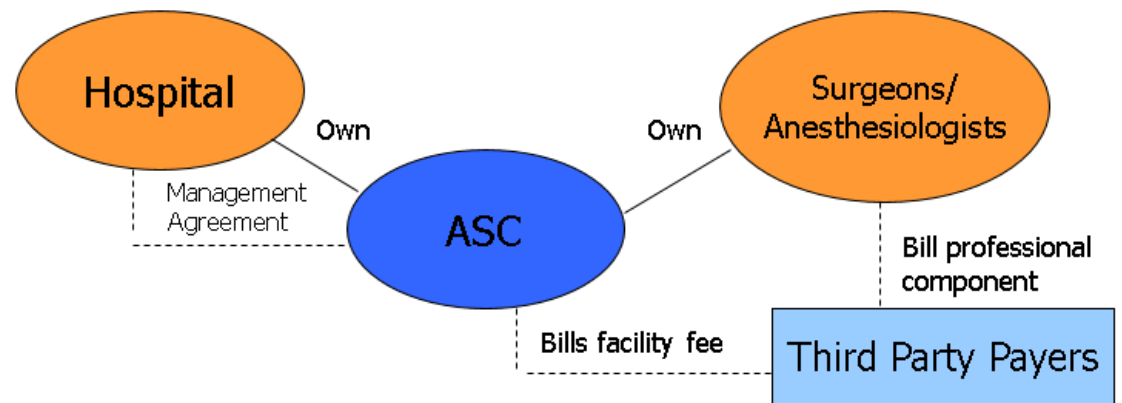 Hospital
Surgeons/
Anesthesiologists
Own
Own
Management
Agreement
ASC
Bill professional
component
Bills facility fee
Third Party Payers